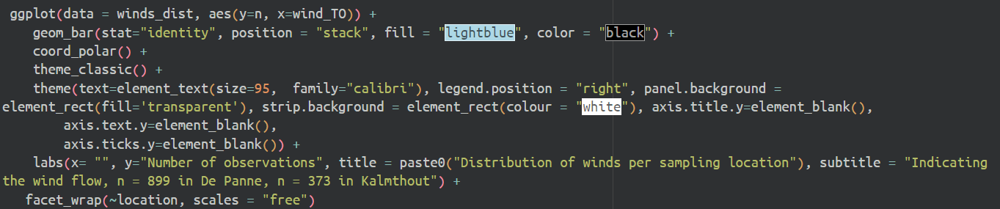 ggplot(data = winds_dist, aes(y=n, x=wind_TO)) +
geom_bar(stat="identity", position = "stack", fill = "lightblue", color = "black") +
coord_polar() +
theme_classic() +
theme(text=element_text(size=95,  family="calibri"), legend.position = "right", panel.background =
element_rect(fill='transparent'), strip.background = element_rect(colour = "white"), axis.title.y=element_blank(),
axis.text.y=element_blank(),
axis.ticks.y=element_blank()) +
labs(x= "", y="Number of observations", title = paste0("Distribution of winds per sampling location"), subtitle = "Indicating
the wind flow, n = 899 in De Panne, n = 373 in Kalmthout") +
facet_wrap(~location, scales = "free")